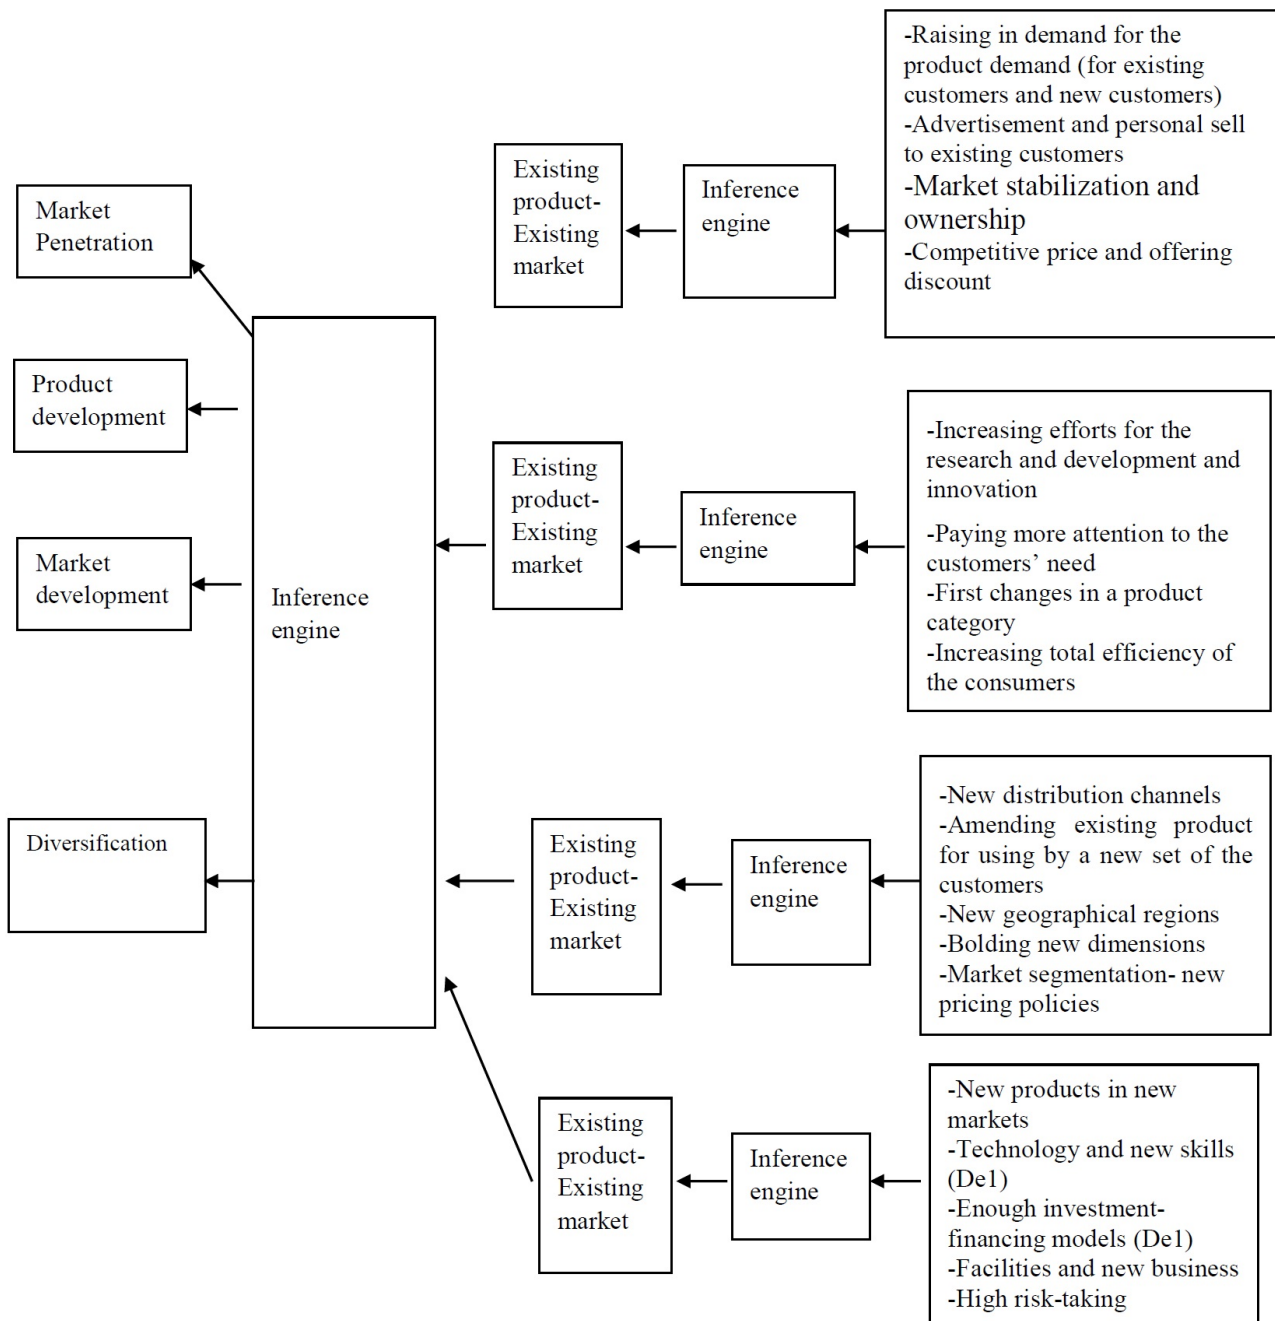 -Raising in demand for the
product demand (for existing
customers and new customers)
-Advertisement and personal sell
to existing customers
-Market stabilization and
ownership
-Competitive price and offering
discount
Existing
product-
Existing
market
Inference
engine
Market
Penetration
Product
development
Market
development
Diversification
Inference
engine
Existing
product-
Existing
market
Inference
engine
-Increasing efforts for the
research and development and
innovation
-Paying more attention to the
customers’ need
-First changes in a product
category
-Increasing total efficiency of
the consumers
Existing
product-
Existing
market
Inference
engine
-New distribution channels
-Amending existing product
for using by a new set of the
customers
-New geographical regions
-Bolding new dimensions
-Market segmentation- new
pricing policies
Existing
product-
Existing
market
Inference
engine
-New products in new
markets
-Technology and new skills
(De1)
-Enough investment-
financing models (De1)
-Facilities and new business
-High risk-taking